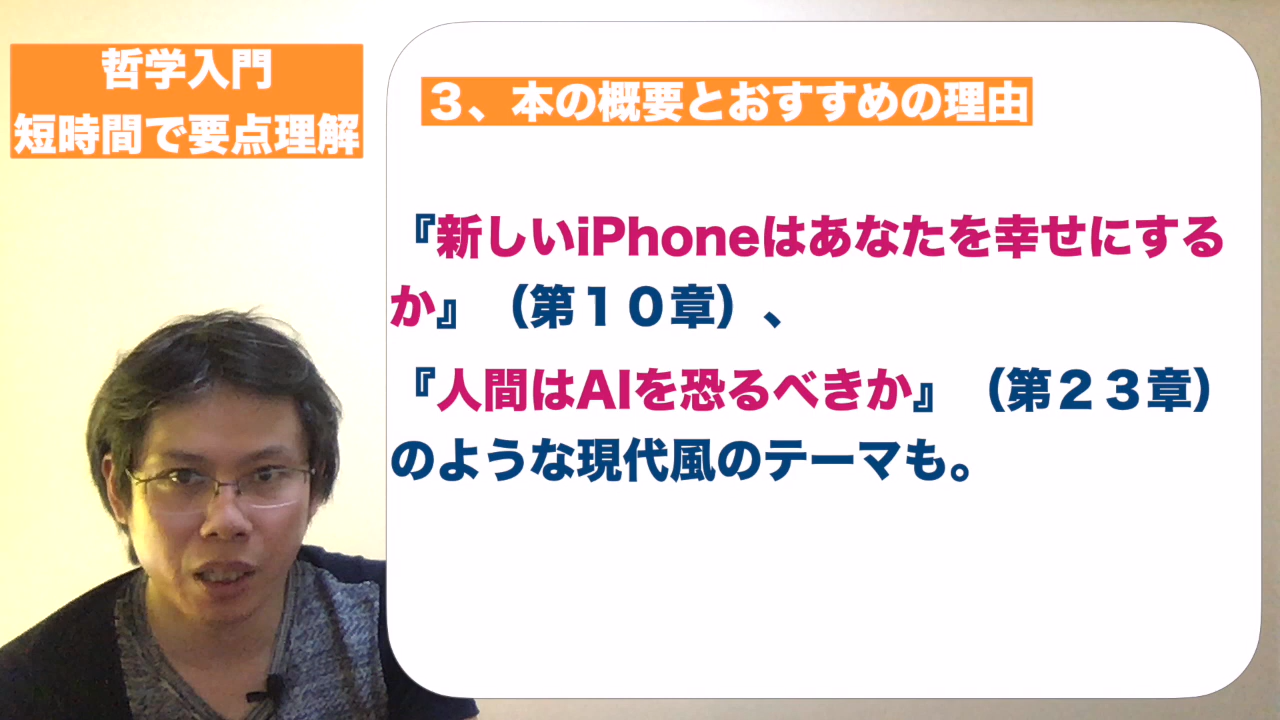 哲学入門
短時間で要点理解
３、本の概要とおすすめの理由
『新しいiPhoneはあなたを幸せにする
か』（第１０章）、
『人間はAIを恐るべきか』（第２３章）
のような現代風のテーマも。